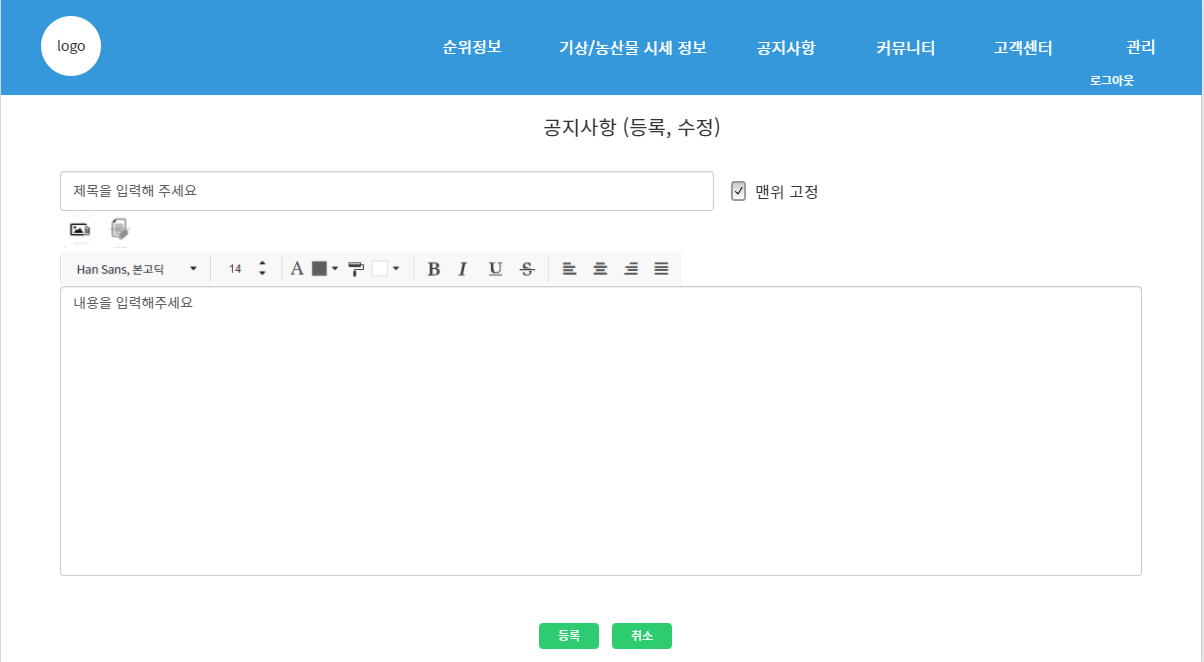 logo
순위정보 기상/농산물 시세 정보 공지사항 커뮤니티 고객센터 관리
로그아웃
공지사항 (등록, 수정)
제목을 입력해 주세요 맨위 고정
Han Sans, 본고딕 14 A B I U S
내용을 입력해주세요
등록 취소